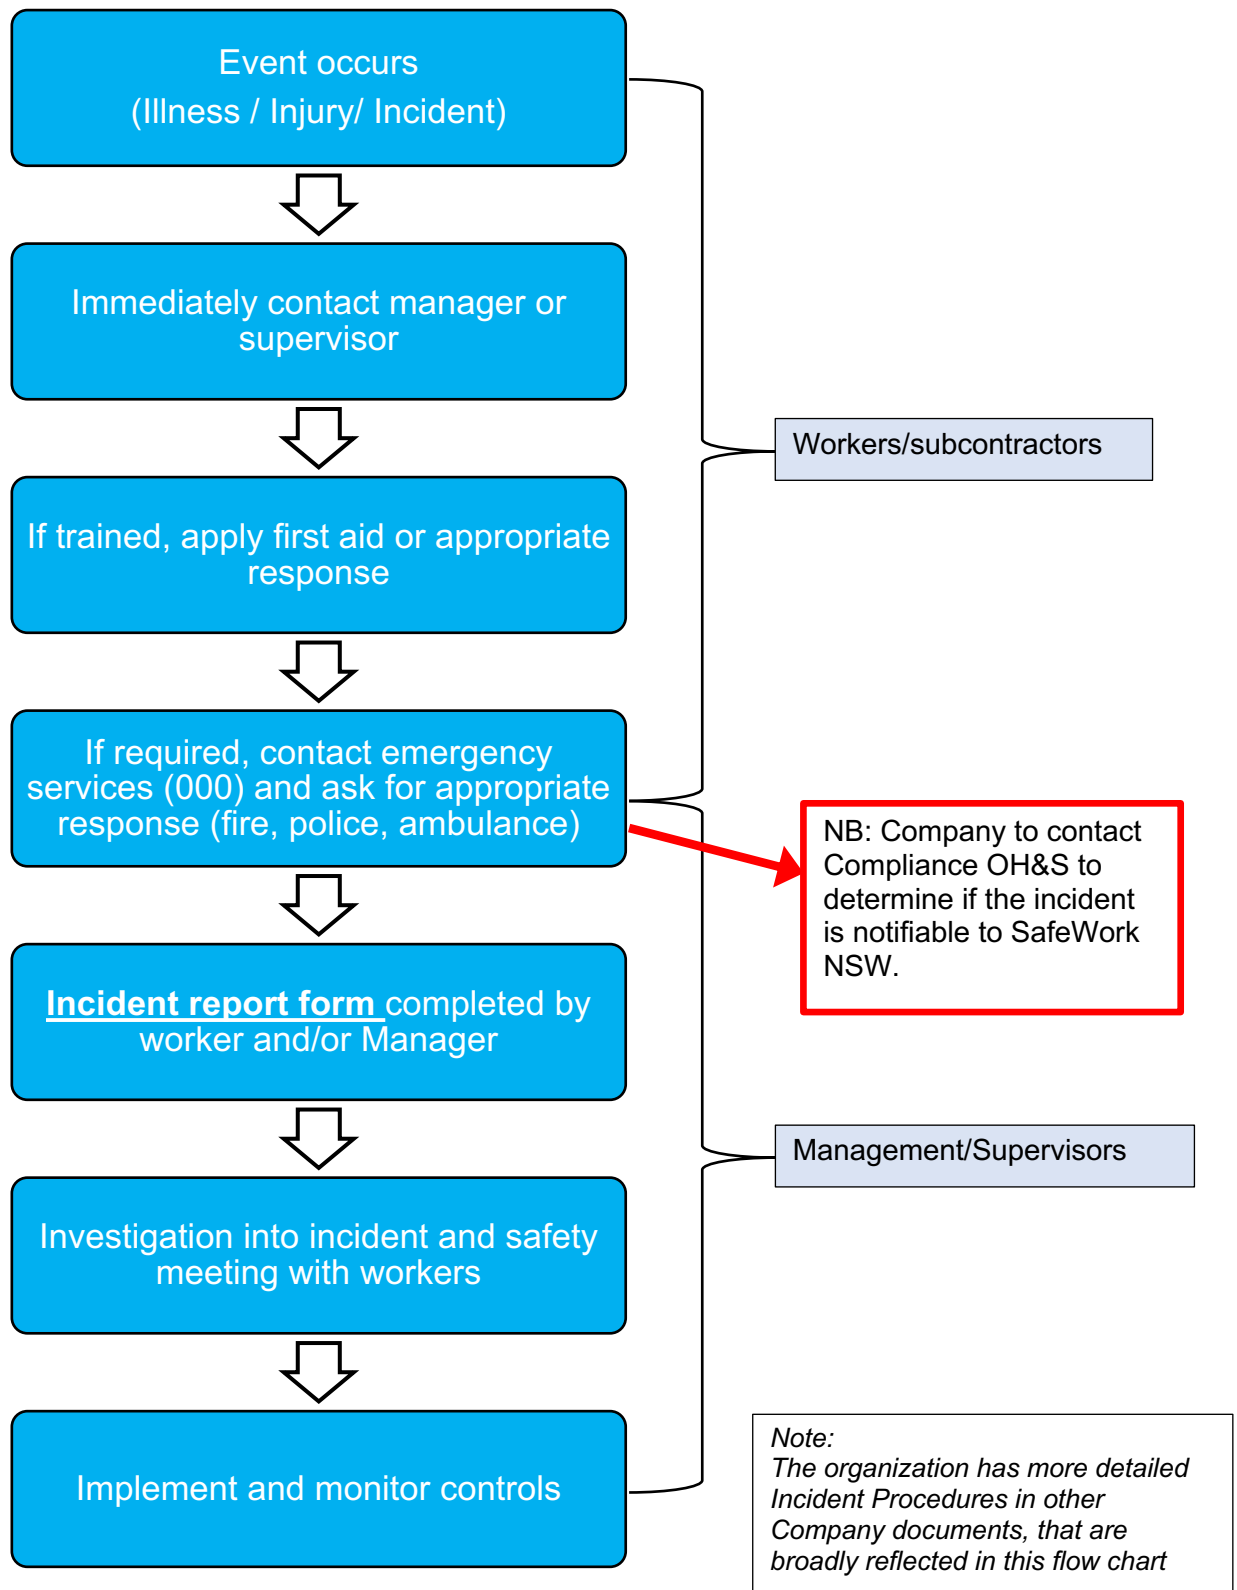 Event occurs
(Illness / Injury/ Incident)
Immediately contact manager or
supervisor
Workers/subcontractors
If trained, apply first aid or appropriate
response
If required, contact emergency
services (000) and ask for appropriate
response (fire, police, ambulance)
NB: Company to contact
Compliance OH&S to
determine if the incident
is notifiable to SafeWork
NSW.
Incident report form completed by
worker and/or Manager
Management/Supervisors
Investigation into incident and safety
meeting with workers
Implement and monitor controls
Note:
The organization has more detailed
Incident Procedures in other
Company documents, that are
broadly reflected in this flow chart